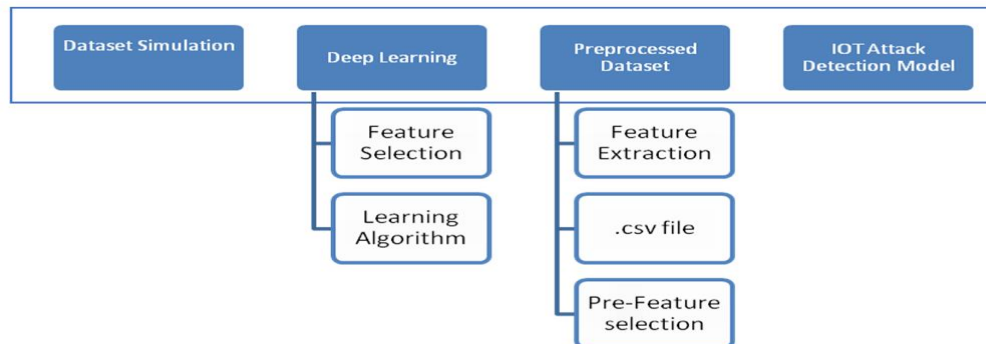 Dataset Simulation
Deep Learning
Preprocessed
Dataset
IOT Attack
Detection Model
Feature
Selection
Learning
Algorithm
Feature
Extraction
.csv file
Pre-Feature
selection